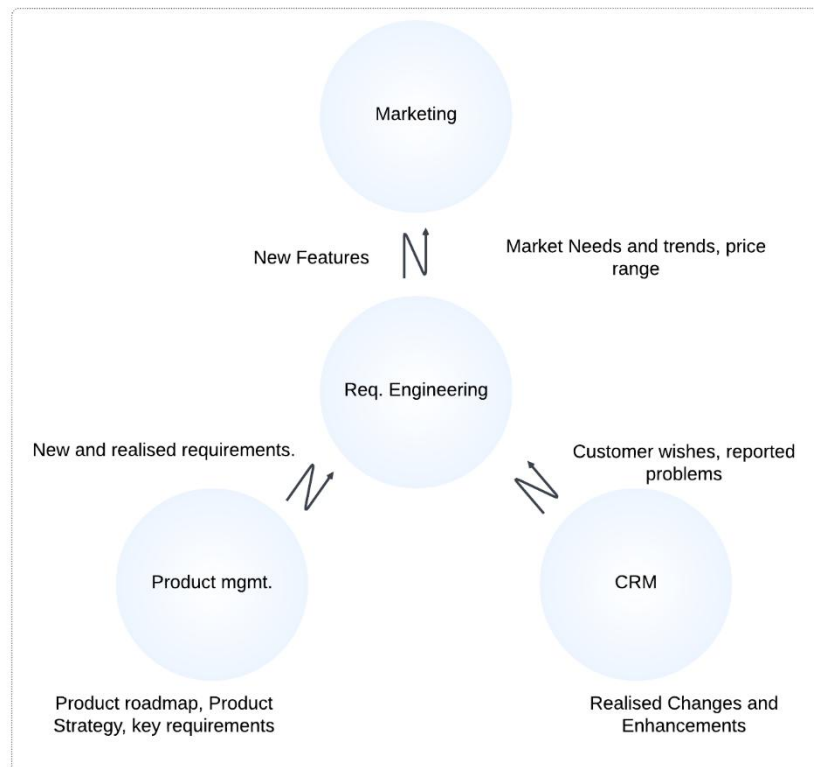 Marketing
New Features
Market Needs and trends, price
range
Req. Engineering
New and realised requirements.
Customer wishes, reported
problems
Product mgmt.
CRM
Product roadmap, Product
Strategy, key requirements
Realised Changes and
Enhancements